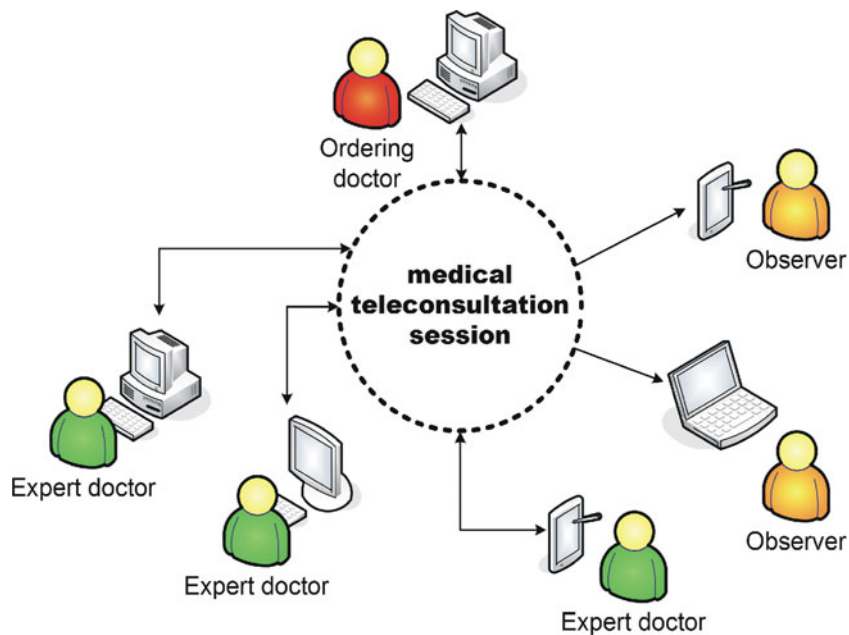 Ordering
doctor
Observer
medical
teleconsultation
session
Expert doctor
Expert doctor
Observer
Expert doctor